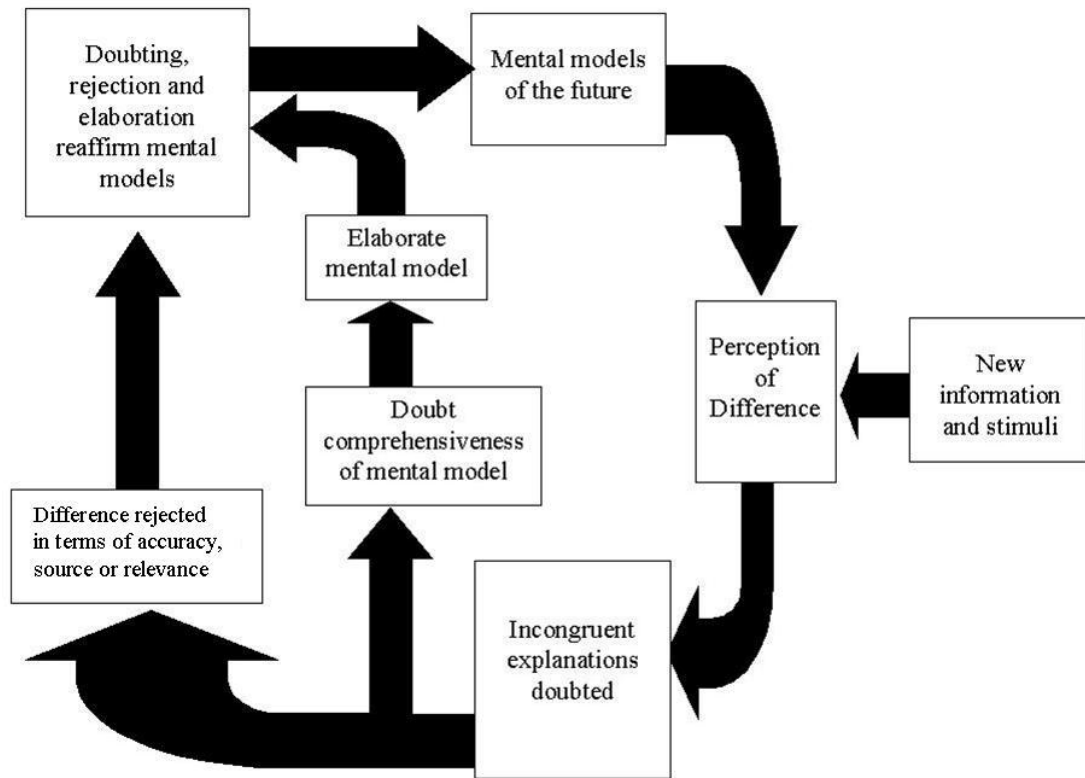 Doubting,
rejection and
elaboration
reaffirm mental
models
Mental models
of the future
Elaborate
mental model
Perception
of
Difference
New
information
and stimuli
Doubt
comprehensiveness
of mental model
Difference rejected
in terms of accuracy,
source or relevance
Incongruent
explanations
doubted